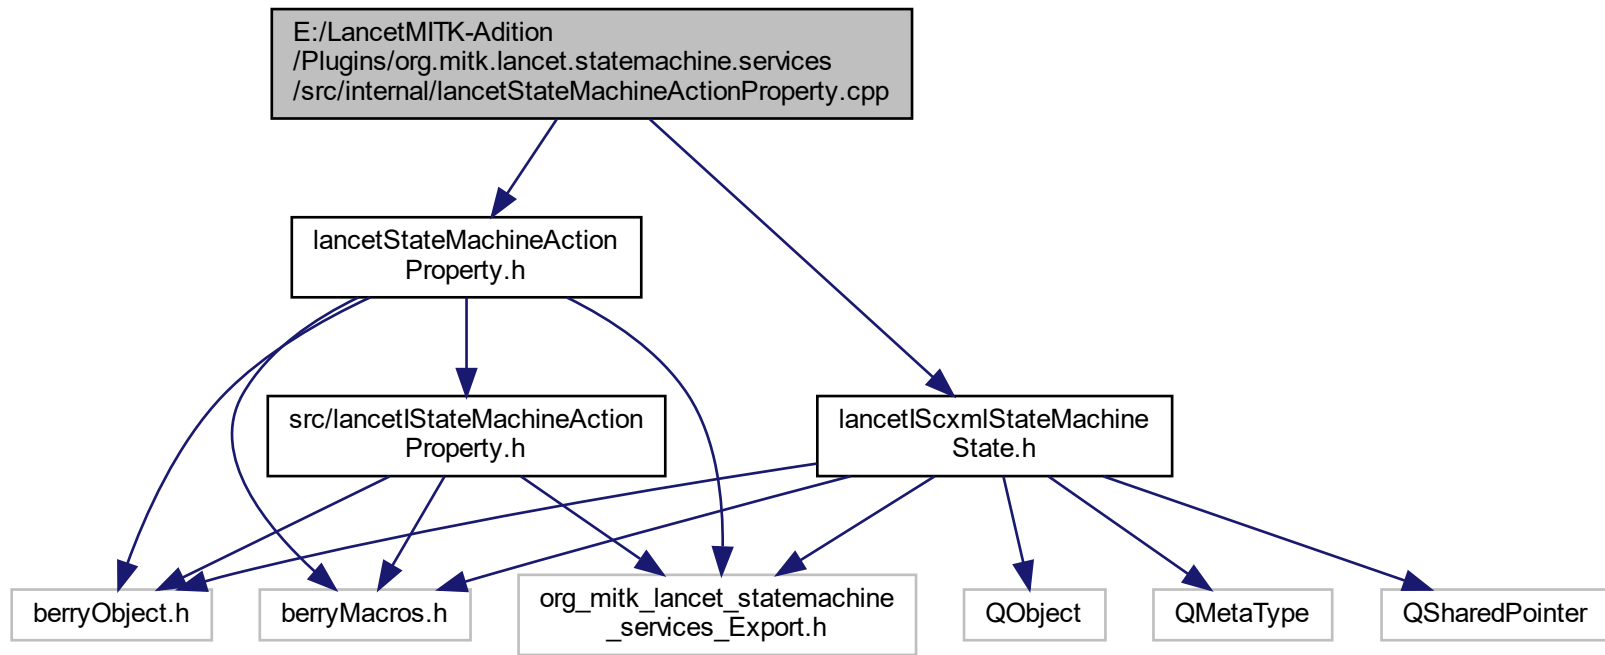 E:/LancetMITK-Adition
/Plugins/org.mitk.lancet.statemachine.services
/src/internal/lancetStateMachineActionProperty.cpp
lancetStateMachineAction
Property.h
src/lancetIStateMachineAction
Property.h
lancetIScxmlStateMachine
State.h
berryObject.h
berryMacros.h
org_mitk_lancet_statemachine
_services_Export.h
QObject
QMetaType
QSharedPointer